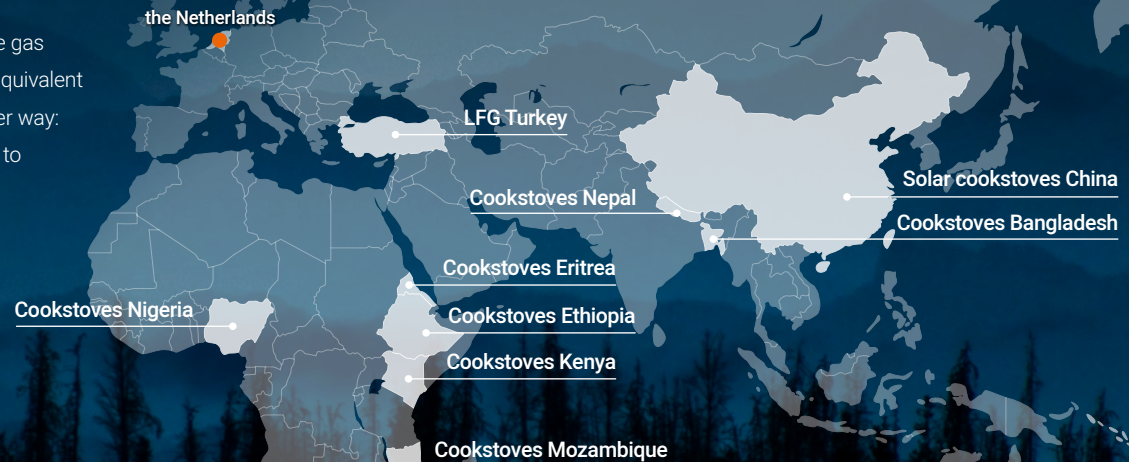 the Netherlands
e gas
quivalent
er way:
to
LFG Turkey
Solar cookstoves China
Cookstoves Nepal
Cookstoves Bangladesh
Cookstoves Eritrea
Cookstoves Nigeria
Cookstoves Ethiopia
Cookstoves Kenya
Cookstoves Mozambique